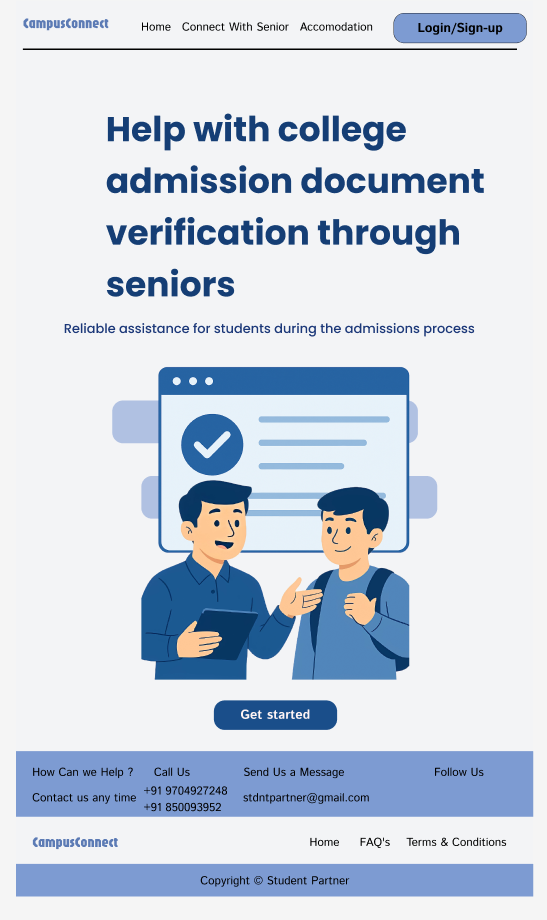 CampusConnect
Home Connect With Senior Accomodation Login/Sign-up
Help with college
admission document
verification through
seniors
Reliable assistance for students during the admissions process
Get started
How Can we Help ? Call Us Send Us a Message Follow Us
Contact us any time +91 9704927248 stdntpartner@gmail.com
+91 850093952
CampusConnect Home FAQ's Terms & Conditions
Copyright © Student Partner